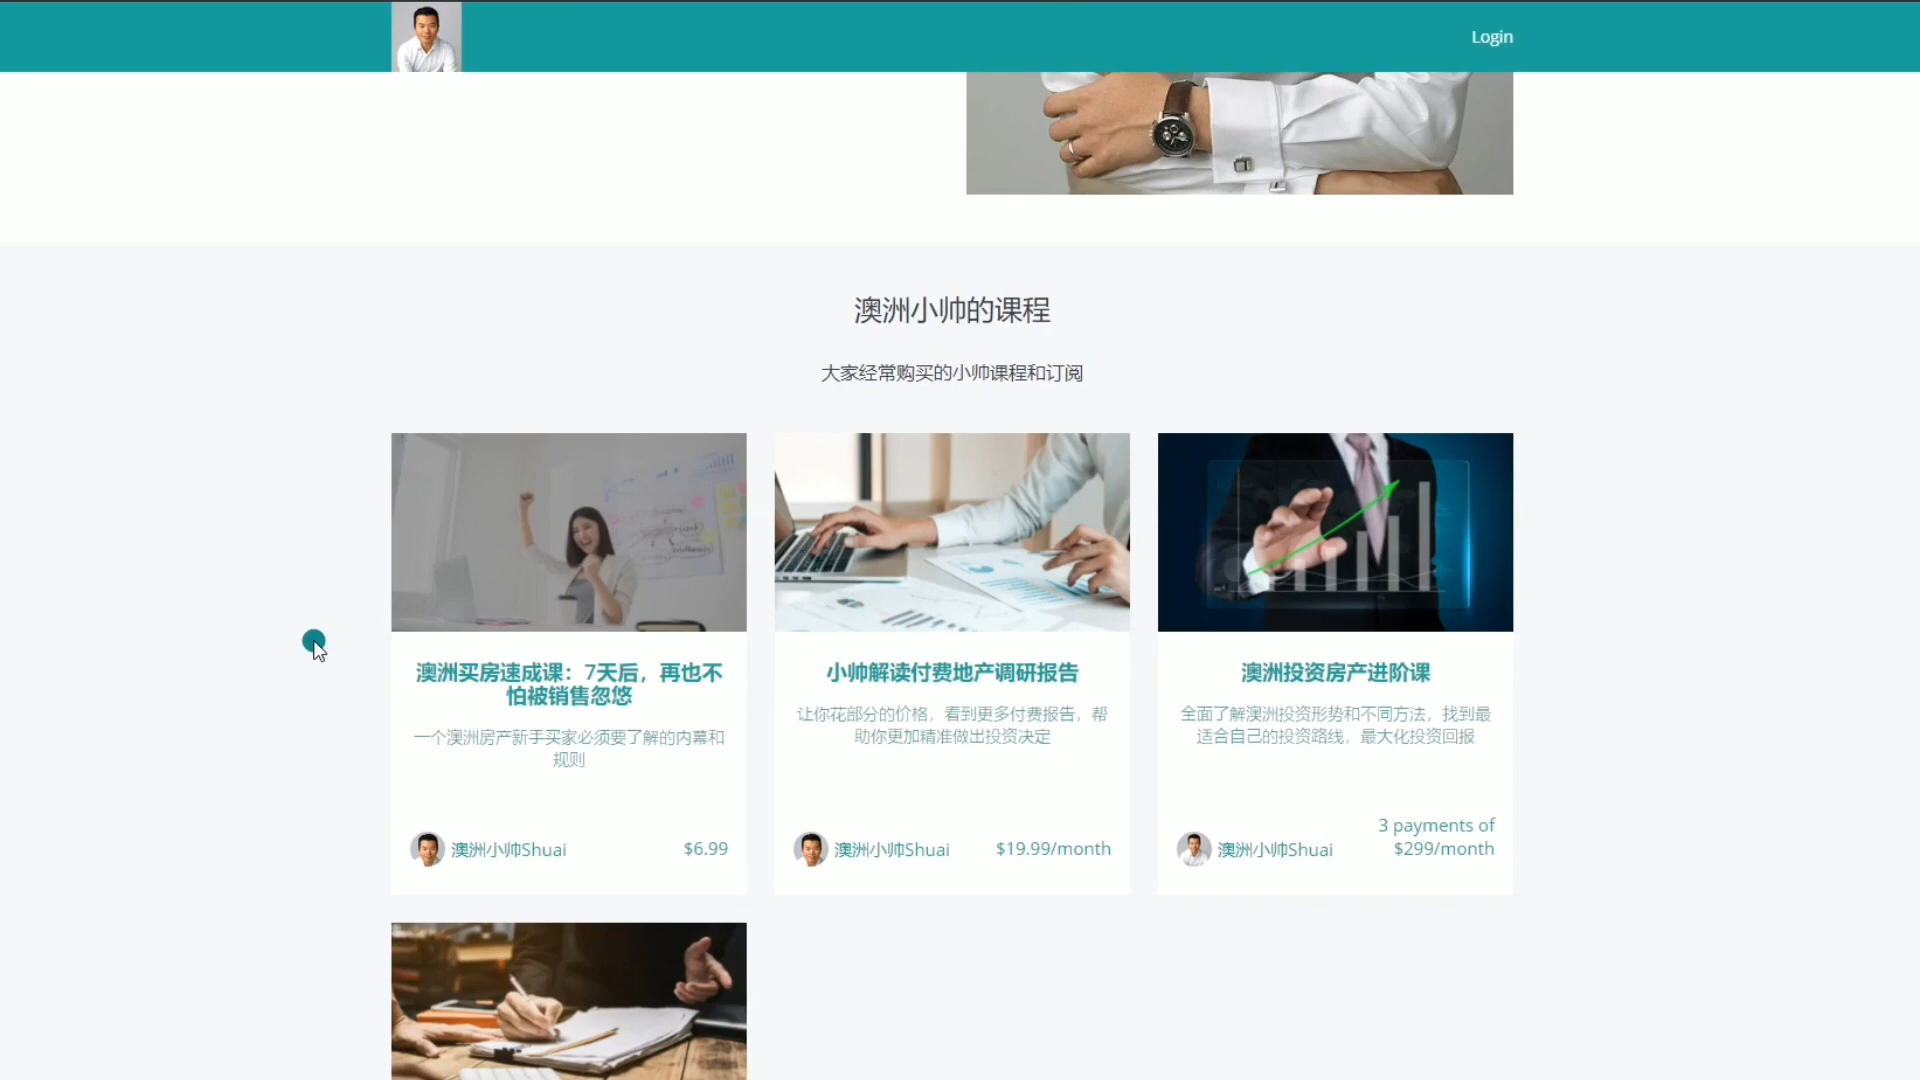 Login
澳洲小帅的课程
大家经常购买的小帅课程和订阅
澳洲买房速成课：7天后，再也不
怕被销售忽悠
一个澳洲房产新手买家必须要了解的内幕和
规则
澳洲小帅Shuai
$6.99
小帅解读付费地产调研报告
让你花部分的价格，看到更多付费报告，帮
助你更加精准做出投资决定
澳洲小帅Shuai
$19.99/month
澳洲投资房产进阶课
全面了解澳洲投资形势和不同方法，找到最
适合自己的投资路线，最大化投资回报
澳洲小帅Shuai
3 payments of
$299/month